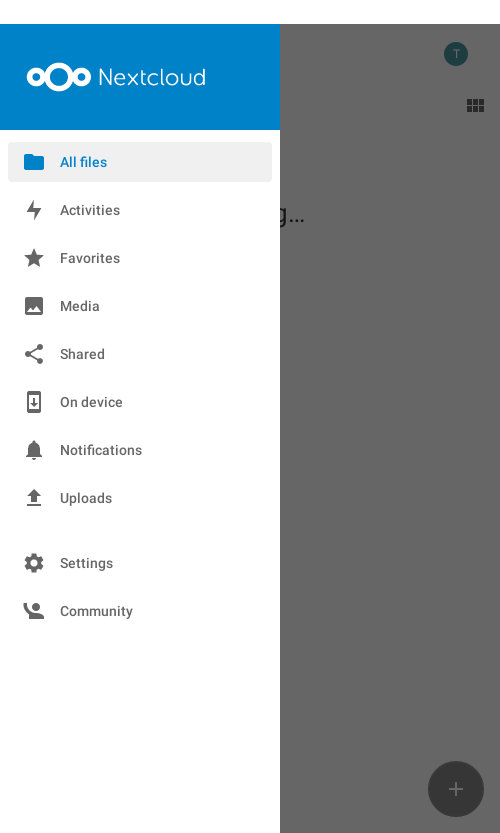 Nextcloud
T
All files
Activities
g...
Favorites
Media
Shared
On device
Notifications
Uploads
Settings
Community